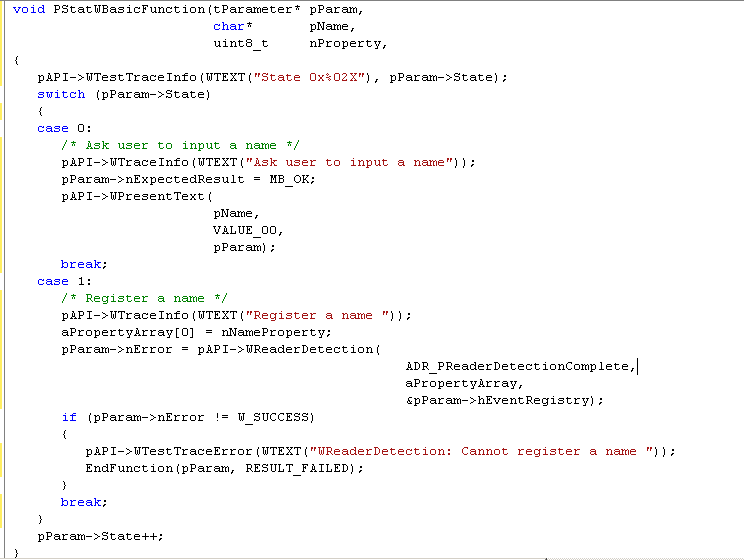 void PStatWBasicFunction(tParameter* pParam,
                         char*       pName,
                         uint8_t     nProperty,
{
   pAPI->WTestTraceInfo(WTEXT("State 0x%02X"), pParam->State);
   switch (pParam->State)
   {
   case 0:
      /* Ask user to input a name */
      pAPI->WTraceInfo(WTEXT("Ask user to input a name"));
      pParam->nExpectedResult = MB_OK;
      pAPI->WPresentText(
                         pName,
                         VALUE_00,
                         pParam);
      break;
   case 1:
      /* Register a name */
      pAPI->WTraceInfo(WTEXT("Register a name "));
      aPropertyArray[0] = nNameProperty;
      pParam->nError = pAPI->WReaderDetection(
                                                 ADR_PReaderDetectionComplete,
                                                 aPropertyArray,
                                                 &pParam->hEventRegistry);
      if (pParam->nError != W_SUCCESS)
      {
         pAPI->WTestTraceError(WTEXT("WReaderDetection: Cannot register a name "));
         EndFunction(pParam, RESULT_FAILED);
      }
      break;
   }
   pParam->State++;
}